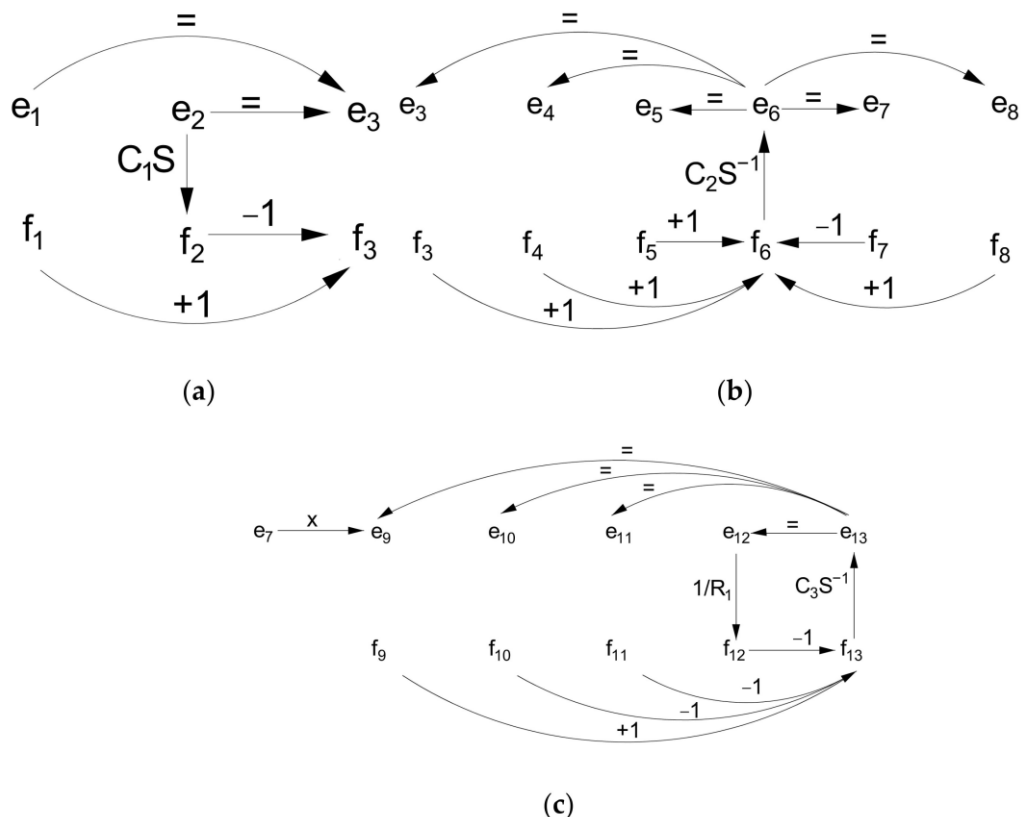 = = =
=
e₁ e₂ = e₃ e₃ e₄ e₅ = e₆ = e₇ e₈
C₁S C₂S⁻¹
f₁ f₂ −1 f₃ f₃ f₄ f₅ +1 f₆ −1 f₇ f₈
+1 +1 +1
+1
(a) (b)
=
=
=
e₇ x e₉ e₁₀ e₁₁ e₁₂ = e₁₃
1/R₁ C₃S⁻¹
f₉ f₁₀ f₁₁ f₁₂ −1 f₁₃
−1
−1
+1
(c)